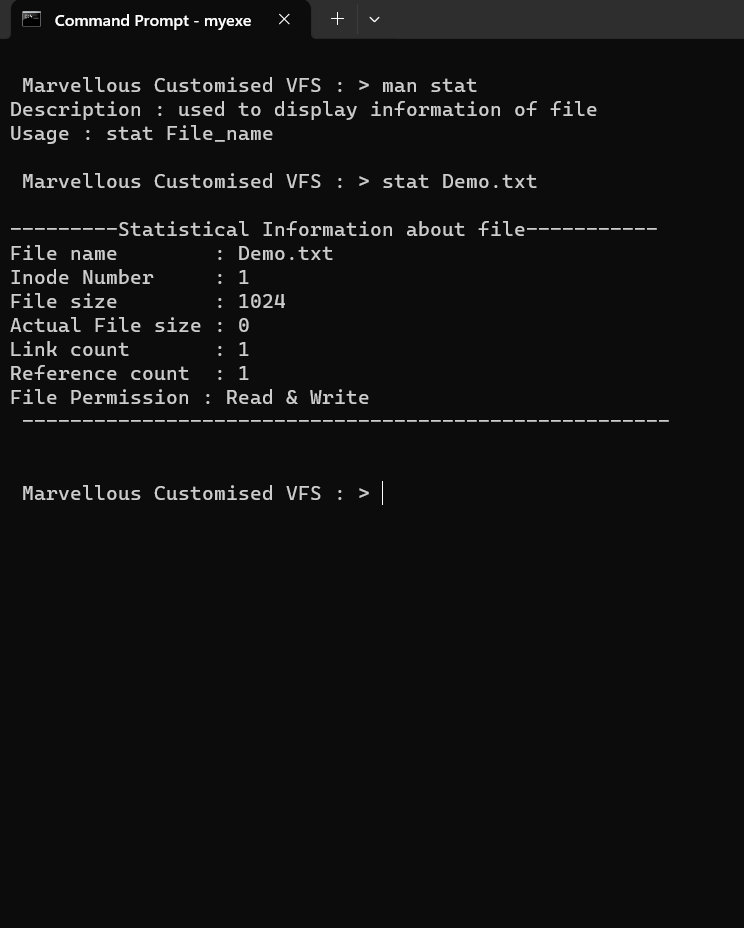 Command Prompt - myexe
Marvellous Customised VFS : > man stat
Description : used to display information of file
Usage : stat File_name
Marvellous Customised VFS : > stat Demo.txt
---------Statistical Information about file-----------
File name        : Demo.txt
Inode Number     : 1
File size        : 1024
Actual File size : 0
Link count       : 1
Reference count  : 1
File Permission : Read & Write
------------------------------------------------------
Marvellous Customised VFS : >